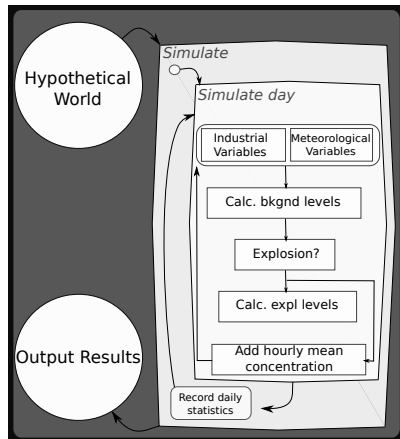 Hypothetical
World
Simulate
Simulate day
Industrial
Variables
Meteorological
Variables
Calc. bkgnd levels
Explosion?
Calc. expl levels
Add hourly mean
concentration
Record daily
statistics
Output Results